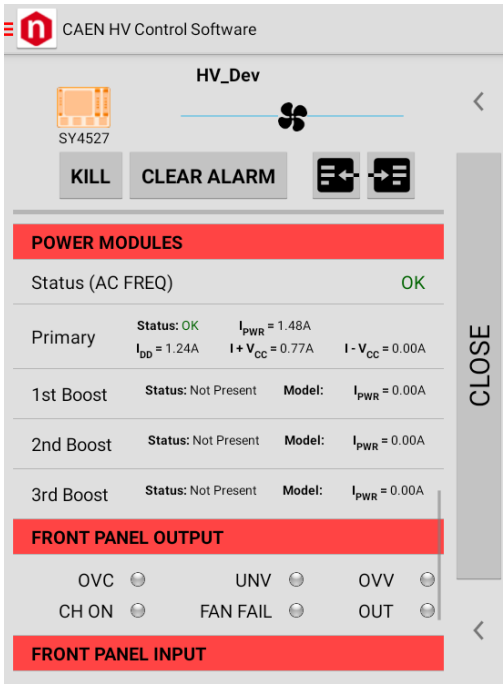 n CAEN HV Control Software
HV_Dev
SY4527
KILL CLEAR ALARM
POWER MODULES
Status (AC FREQ) OK
Primary Status: OK IPWR = 1.48A
IDD = 1.24A I + VCC = 0.77A I - VCC = 0.00A
1st Boost Status: Not Present Model: IPWR = 0.00A
2nd Boost Status: Not Present Model: IPWR = 0.00A
3rd Boost Status: Not Present Model: IPWR = 0.00A
FRONT PANEL OUTPUT
OVC UNV OVV
CH ON FAN FAIL OUT
FRONT PANEL INPUT
CLOSE